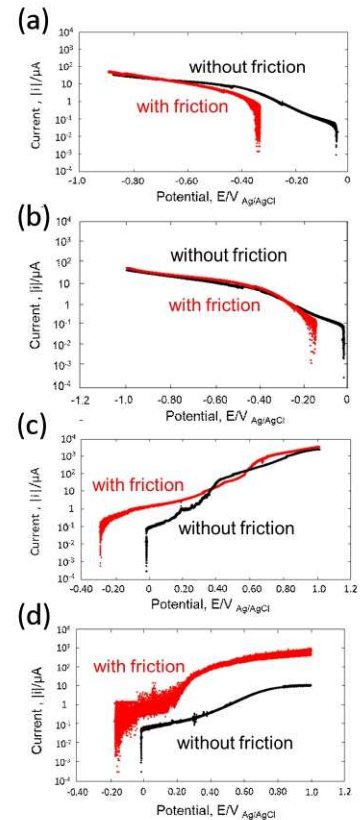 (a)
10⁴
10³
10²
10
1
10⁻¹
10⁻²
10⁻³
Current , |i|/μA
without friction
with friction
-1.0 -0.80 -0.60 -0.40 -0.20 0
Potential, E/V Ag/AgCl
(b)
10⁴
10³
10²
10
1
10⁻¹
10⁻²
10⁻³
10⁻⁴
Current, |i|/μA
without friction
with friction
-1.2 -1.0 -0.80 -0.60 -0.40 -0.20 0
Potential, E/V Ag/AgCl
(c)
10⁴
10³
10²
10
1
10⁻¹
10⁻²
10⁻³
10⁻⁴
Current , |i|/μA
with friction
without friction
-0.40 -0.20 0 0.20 0.40 0.60 0.80 1.0 1.2
Potential, E/V Ag/AgCl
(d)
10⁴
10³
10²
10
1
10⁻¹
10⁻²
10⁻³
10⁻⁴
Current , |i|/μA
with friction
without friction
-0.40 -0.20 0 0.20 0.40 0.60 0.80 1.0 1.2
Potential, E/V Ag/AgCl